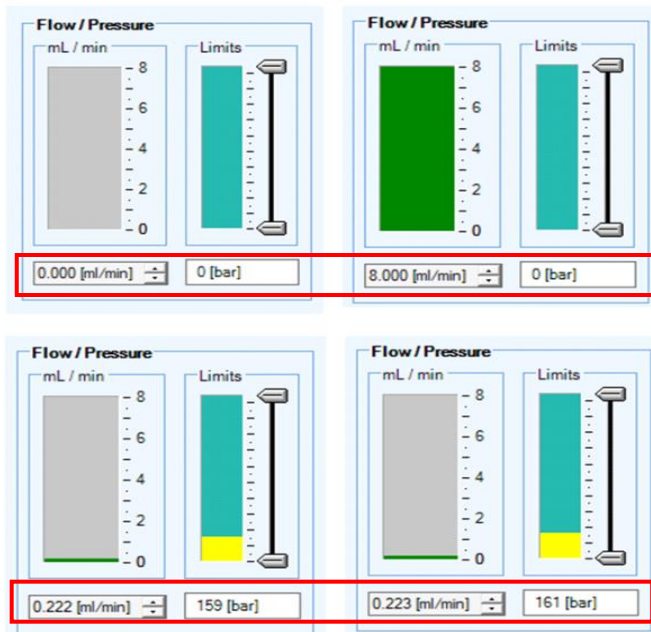 Flow / Pressure
mL / min
Limits
8
6
4
2
0
0.000 [ml/min]
0 [bar]
Flow / Pressure
mL / min
Limits
8
6
4
2
0
8.000 [ml/min]
0 [bar]
Flow / Pressure
mL / min
Limits
8
6
4
2
0
0.222 [ml/min]
159 [bar]
Flow / Pressure
mL / min
Limits
8
6
4
2
0
0.223 [ml/min]
161 [bar]